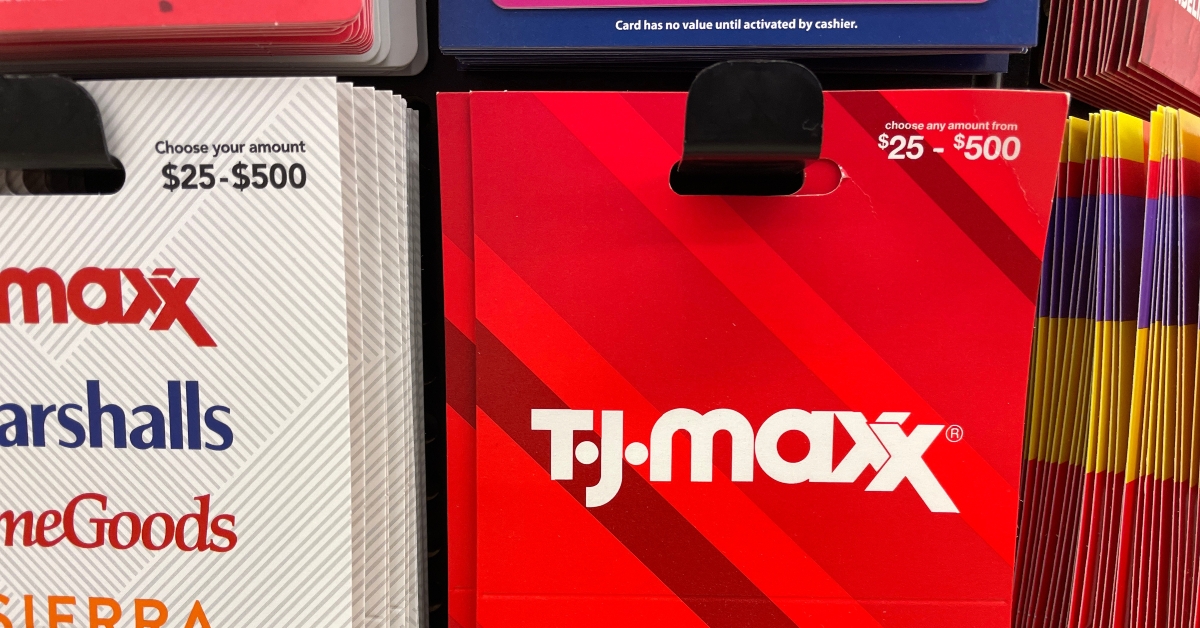 Card has no value until activated by cashier.
Choose your amount
$25-$500
maxx
arshalls
meGoods
SIERRA
choose any amount from
$25 - $500
T.J.maxx®